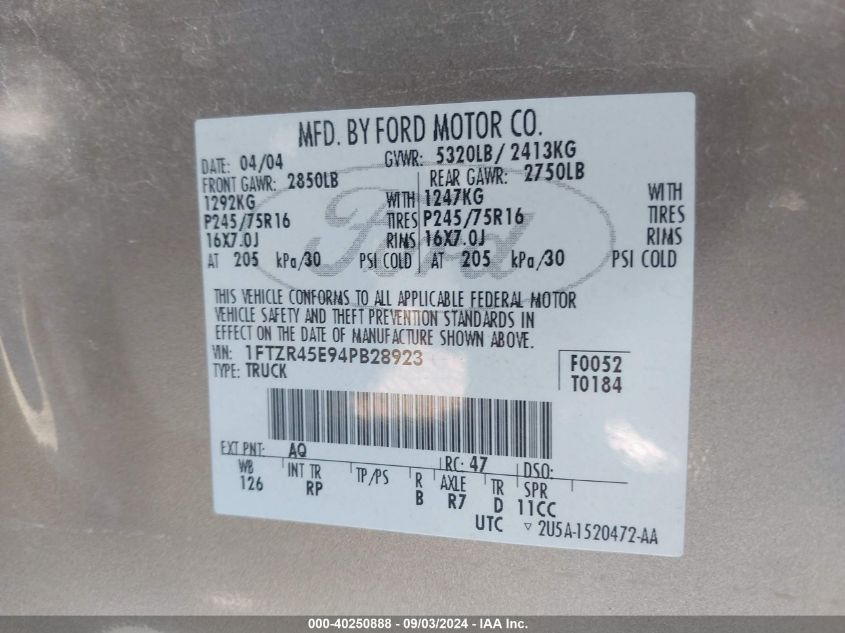 MFD. BY FORD MOTOR CO.
DATE: 04/04 GVWR: 5320LB/ 2413KG
FRONT GAWR: 2850LB REAR GAWR: 2750LB
1292KG WITH 1247KG WITH
P245/75R16 TIRES P245/75R16 TIRES
16X7.0J RIMS 16X7.0J RIMS
AT 205 kPa/30 PSI COLD AT 205 kPa/30 PSI COLD
Ford
THIS VEHICLE CONFORMS TO ALL APPLICABLE FEDERAL MOTOR
VEHICLE SAFETY AND THEFT PREVENTION STANDARDS IN
EFFECT ON THE DATE OF MANUFACTURE SHOWN ABOVE.
VIN: 1FTZR45E94PB28923 F0052
TYPE: TRUCK T0184
EXT PNT: AQ RC: 47 DSO:
WB INT TR TP/PS R AXLE TR SPR
126 RP B R7 D 11CC
UTC ▽ 2U5A-1520472-AA
000-40250888 - 09/03/2024 - IAA Inc.